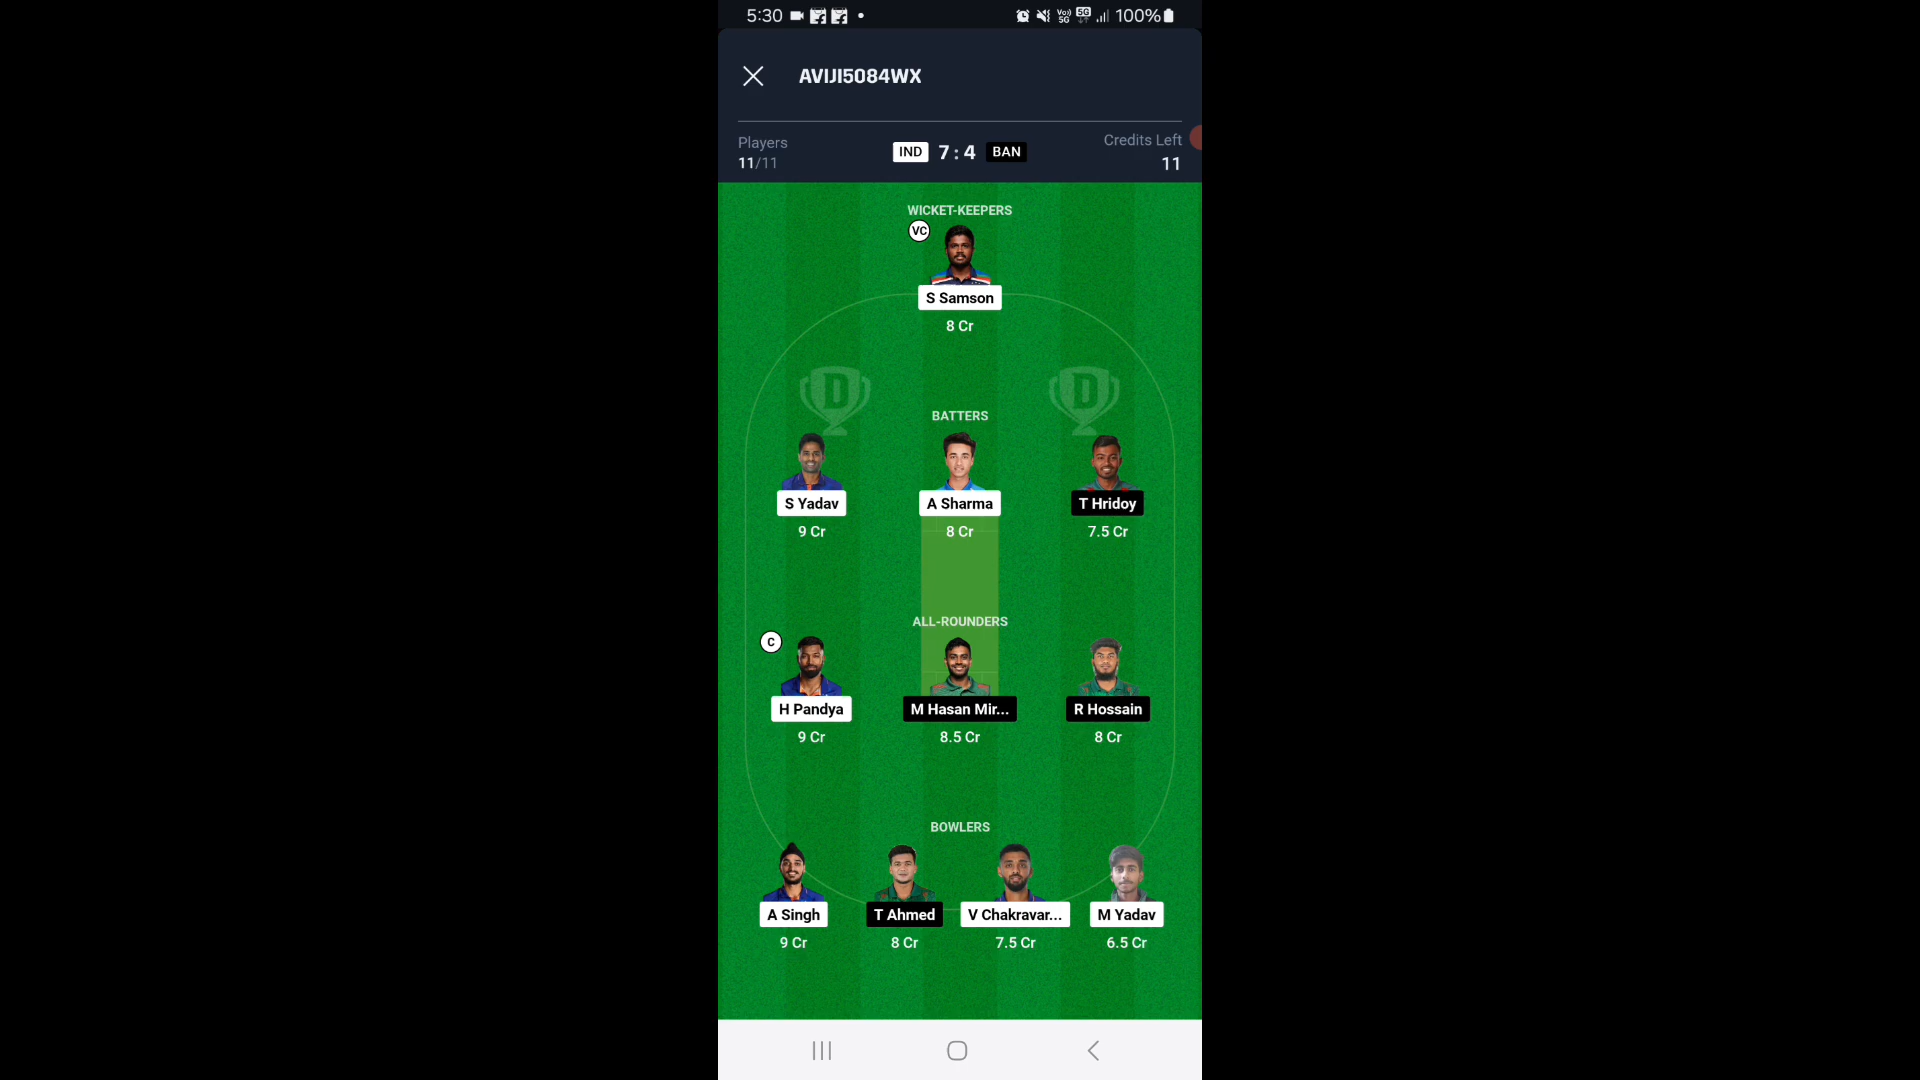 5:30 Vo)) 5G 5G 100%
AVIJI5084WX
Players
11/11
IND 7 : 4 BAN
Credits Left
11
WICKET-KEEPERS
VC
S Samson
8 Cr
D D
BATTERS
S Yadav A Sharma T Hridoy
9 Cr 8 Cr 7.5 Cr
ALL-ROUNDERS
C
H Pandya M Hasan Mir... R Hossain
9 Cr 8.5 Cr 8 Cr
BOWLERS
A Singh T Ahmed V Chakravar... M Yadav
9 Cr 8 Cr 7.5 Cr 6.5 Cr